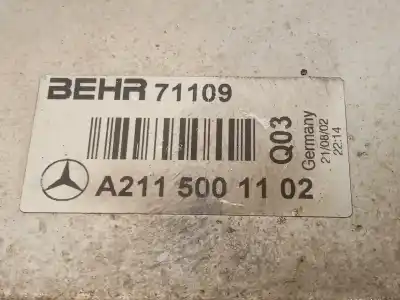 BEHR 71109
A211 500 11 02
Q03
Germany
21/08/02
22:14